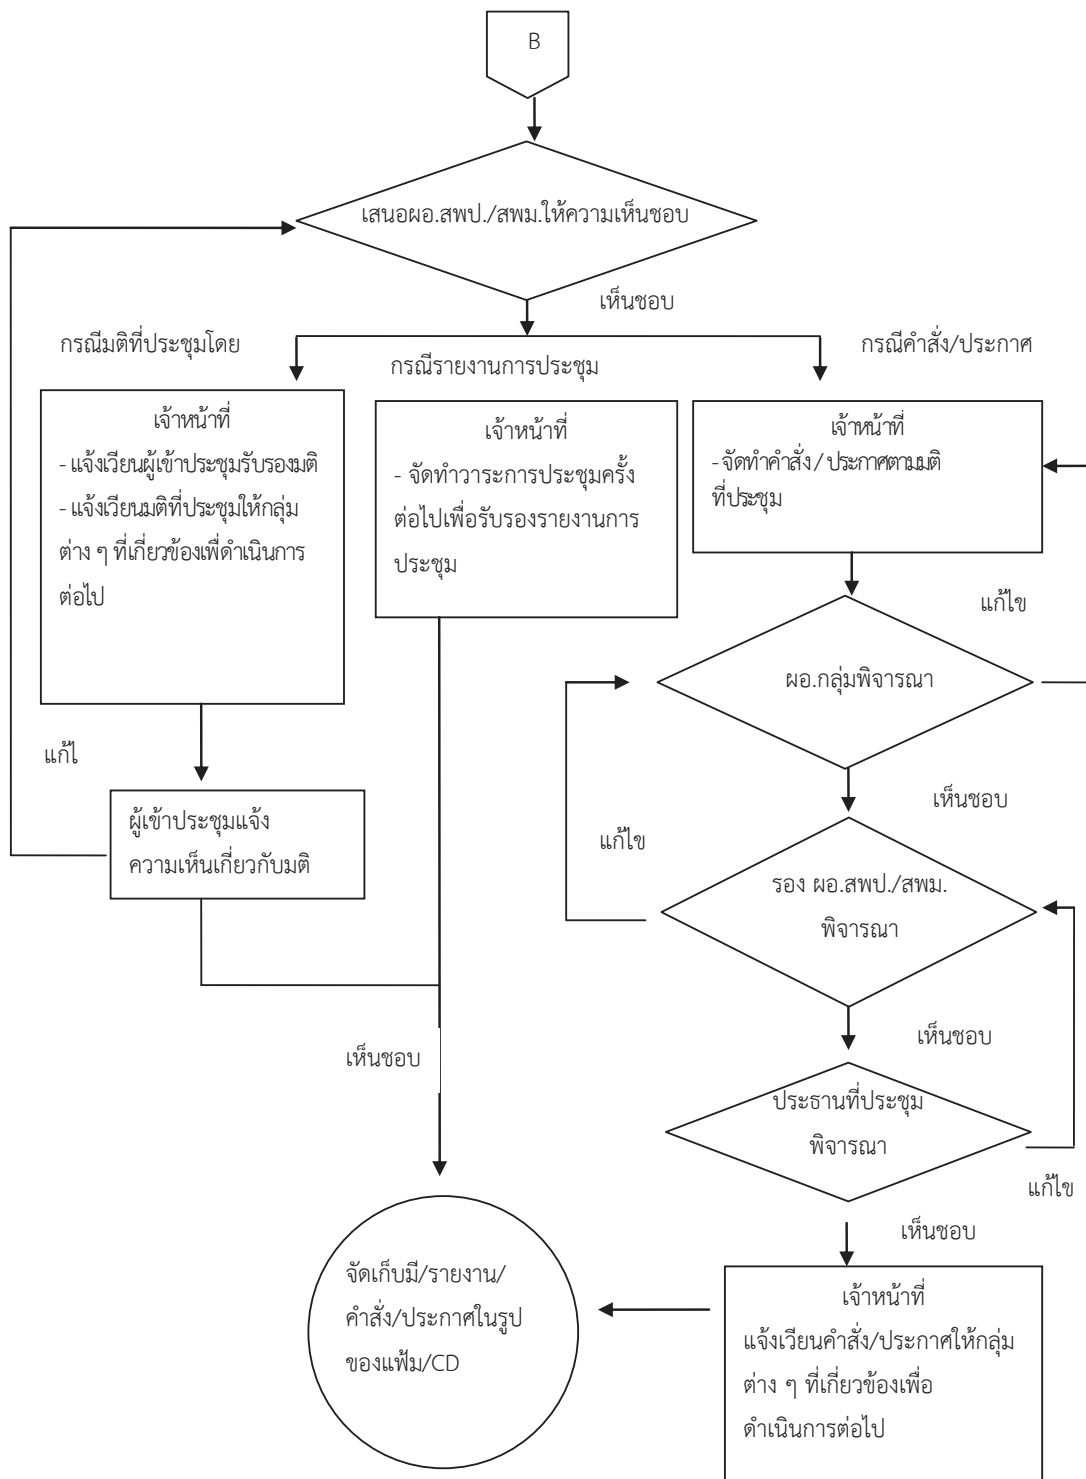 B
เสนอผอ.สพป./สพม.ให้ความเห็นชอบ
เห็นชอบ
กรณีมติที่ประชุมโดย
กรณีรายงานการประชุม
กรณีคำสั่ง/ประกาศ
เจ้าหน้าที่
- แจ้งเวียนผู้เข้าประชุมรับรองมติ
- แจ้งเวียนมติที่ประชุมให้กลุ่ม
ต่าง ๆ ที่เกี่ยวข้องเพื่ดำเนินการ
ต่อไป
เจ้าหน้าที่
- จัดทำวาระการประชุมครั้ง
ต่อไปเพื่อรับรองรายงานการ
ประชุม
เจ้าหน้าที่
- จัดทำคำสั่ง / ประกาศตามมติ
ที่ประชุม
แก้ไข
ผอ.กลุ่มพิจารณา
แก้ไ
เห็นชอบ
ผู้เข้าประชุมแจ้ง
ความเห็นเกี่ยวกับมติ
แก้ไข
รอง ผอ.สพป./สพม.
พิจารณา
เห็นชอบ
เห็นชอบ
ประธานที่ประชุม
พิจารณา
แก้ไข
เห็นชอบ
จัดเก็บมี/รายงาน/
คำสั่ง/ประกาศในรูป
ของแฟ้ม/CD
เจ้าหน้าที่
แจ้งเวียนคำสั่ง/ประกาศให้กลุ่ม
ต่าง ๆ ที่เกี่ยวข้องเพื่อ
ดำเนินการต่อไป